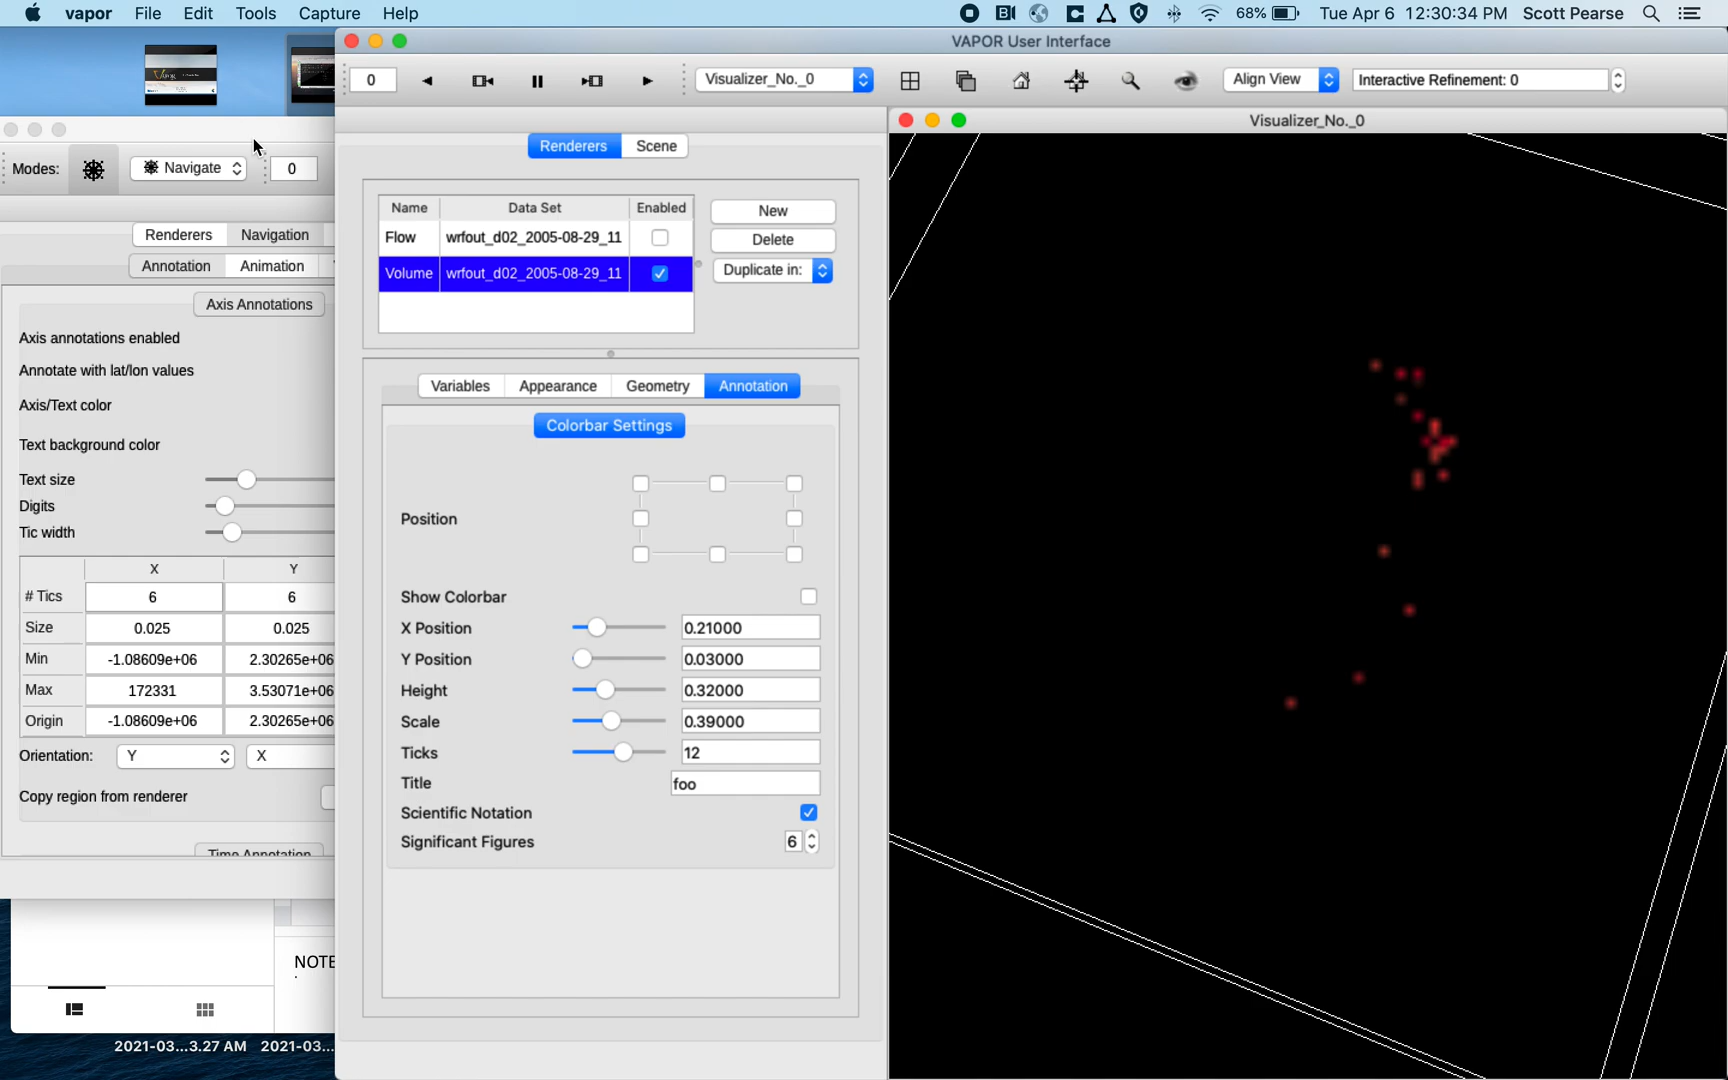 vapor File Edit Tools Capture Help 68% Tue Apr 6 12:30:34 PM Scott Pearse
VAPOR User Interface
0 Visualizer_No._0 Align View Interactive Refinement: 0
Visualizer_No._0
Modes: Navigate 0
Renderers Navigation
Annotation Animation
Axis Annotations
Axis annotations enabled
Annotate with lat/lon values
Axis/Text color
Text background color
Text size
Digits
Tic width
X Y
# Tics 6 6
Size 0.025 0.025
Min -1.08609e+06 2.30265e+06
Max 172331 3.53071e+06
Origin -1.08609e+06 2.30265e+06
Orientation: Y X
Copy region from renderer
Time Annotation
NOTE
2021-03...3.27 AM 2021-03...
Renderers Scene
Name Data Set Enabled
Flow wrfout_d02_2005-08-29_11
Volume wrfout_d02_2005-08-29_11
New
Delete
Duplicate in:
Variables Appearance Geometry Annotation
Colorbar Settings
Position
Show Colorbar
X Position 0.21000
Y Position 0.03000
Height 0.32000
Scale 0.39000
Ticks 12
Title foo
Scientific Notation
Significant Figures 6